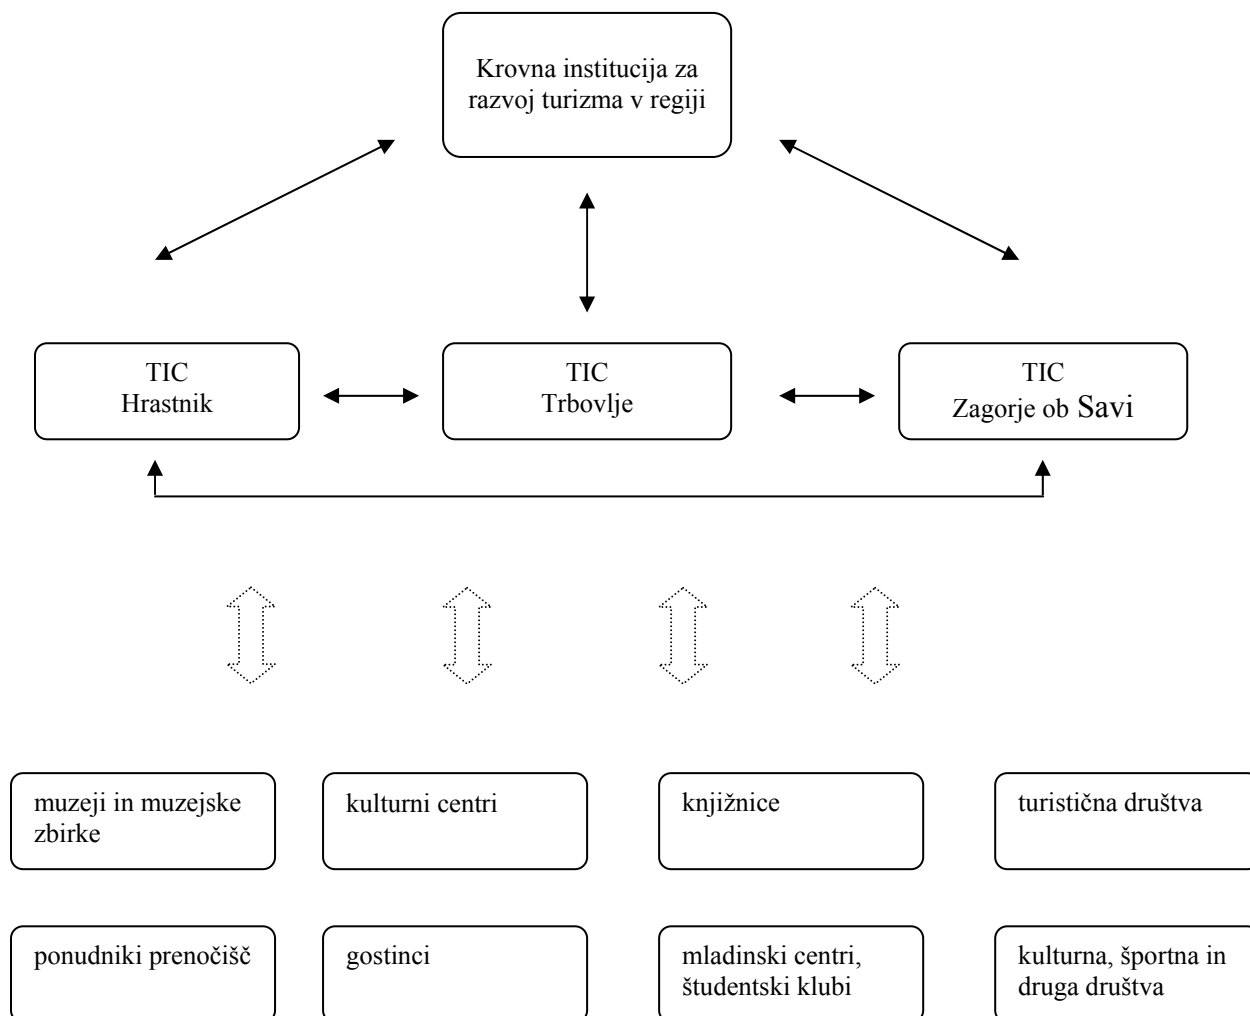 Krovna institucija za
razvoj turizma v regiji
TIC
Hrastnik
TIC
Trbovlje
TIC
Zagorje ob Savi
muzeji in muzejske
zbirke
kulturni centri
knjižnice
turistična društva
ponudniki prenočišč
gostinci
mladinski centri,
študentski klubi
kulturna, športna in
druga društva